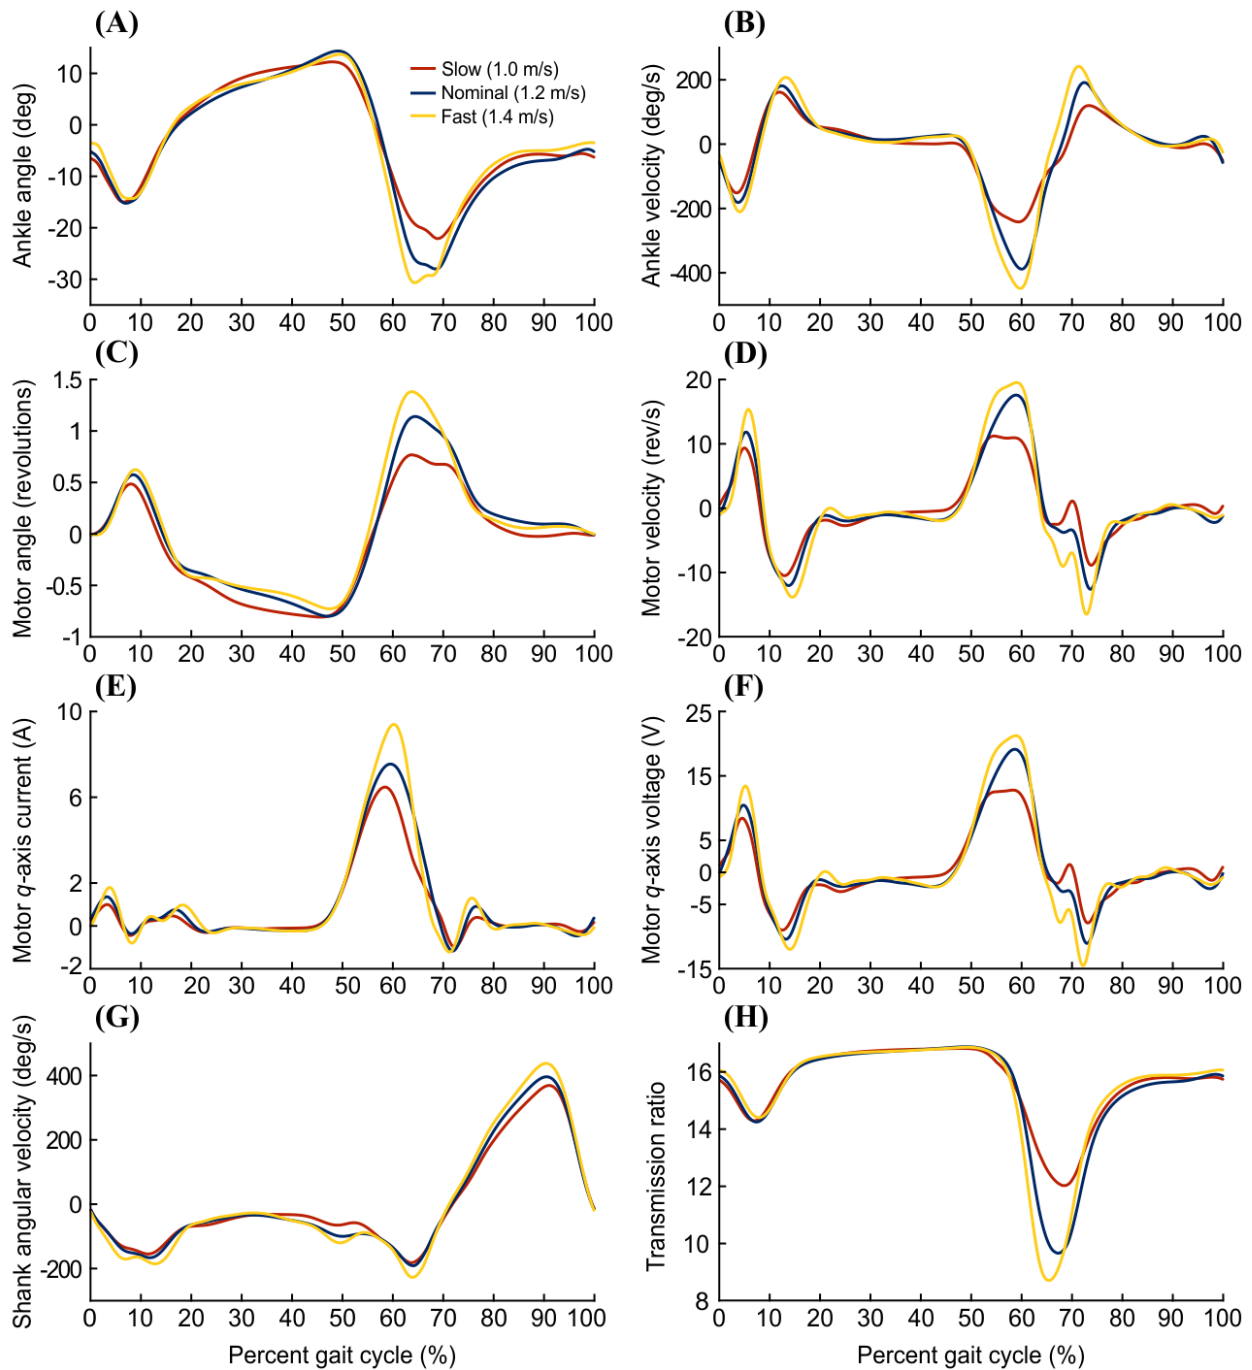 (A)
Ankle angle (deg)
10
0
-10
-20
-30
Slow (1.0 m/s)
Nominal (1.2 m/s)
Fast (1.4 m/s)
0 10 20 30 40 50 60 70 80 90 100
(B)
Ankle velocity (deg/s)
200
0
-200
-400
0 10 20 30 40 50 60 70 80 90 100
(C)
Motor angle (revolutions)
1.5
1
0.5
0
-0.5
-1
0 10 20 30 40 50 60 70 80 90 100
(D)
Motor velocity (rev/s)
20
10
0
-10
-20
0 10 20 30 40 50 60 70 80 90 100
(E)
Motor q-axis current (A)
10
6
2
0
-2
0 10 20 30 40 50 60 70 80 90 100
(F)
Motor q-axis voltage (V)
25
15
5
0
-5
-15
0 10 20 30 40 50 60 70 80 90 100
(G)
Shank angular velocity (deg/s)
400
200
0
-200
0 10 20 30 40 50 60 70 80 90 100
Percent gait cycle (%)
(H)
Transmission ratio
16
14
12
10
8
0 10 20 30 40 50 60 70 80 90 100
Percent gait cycle (%)